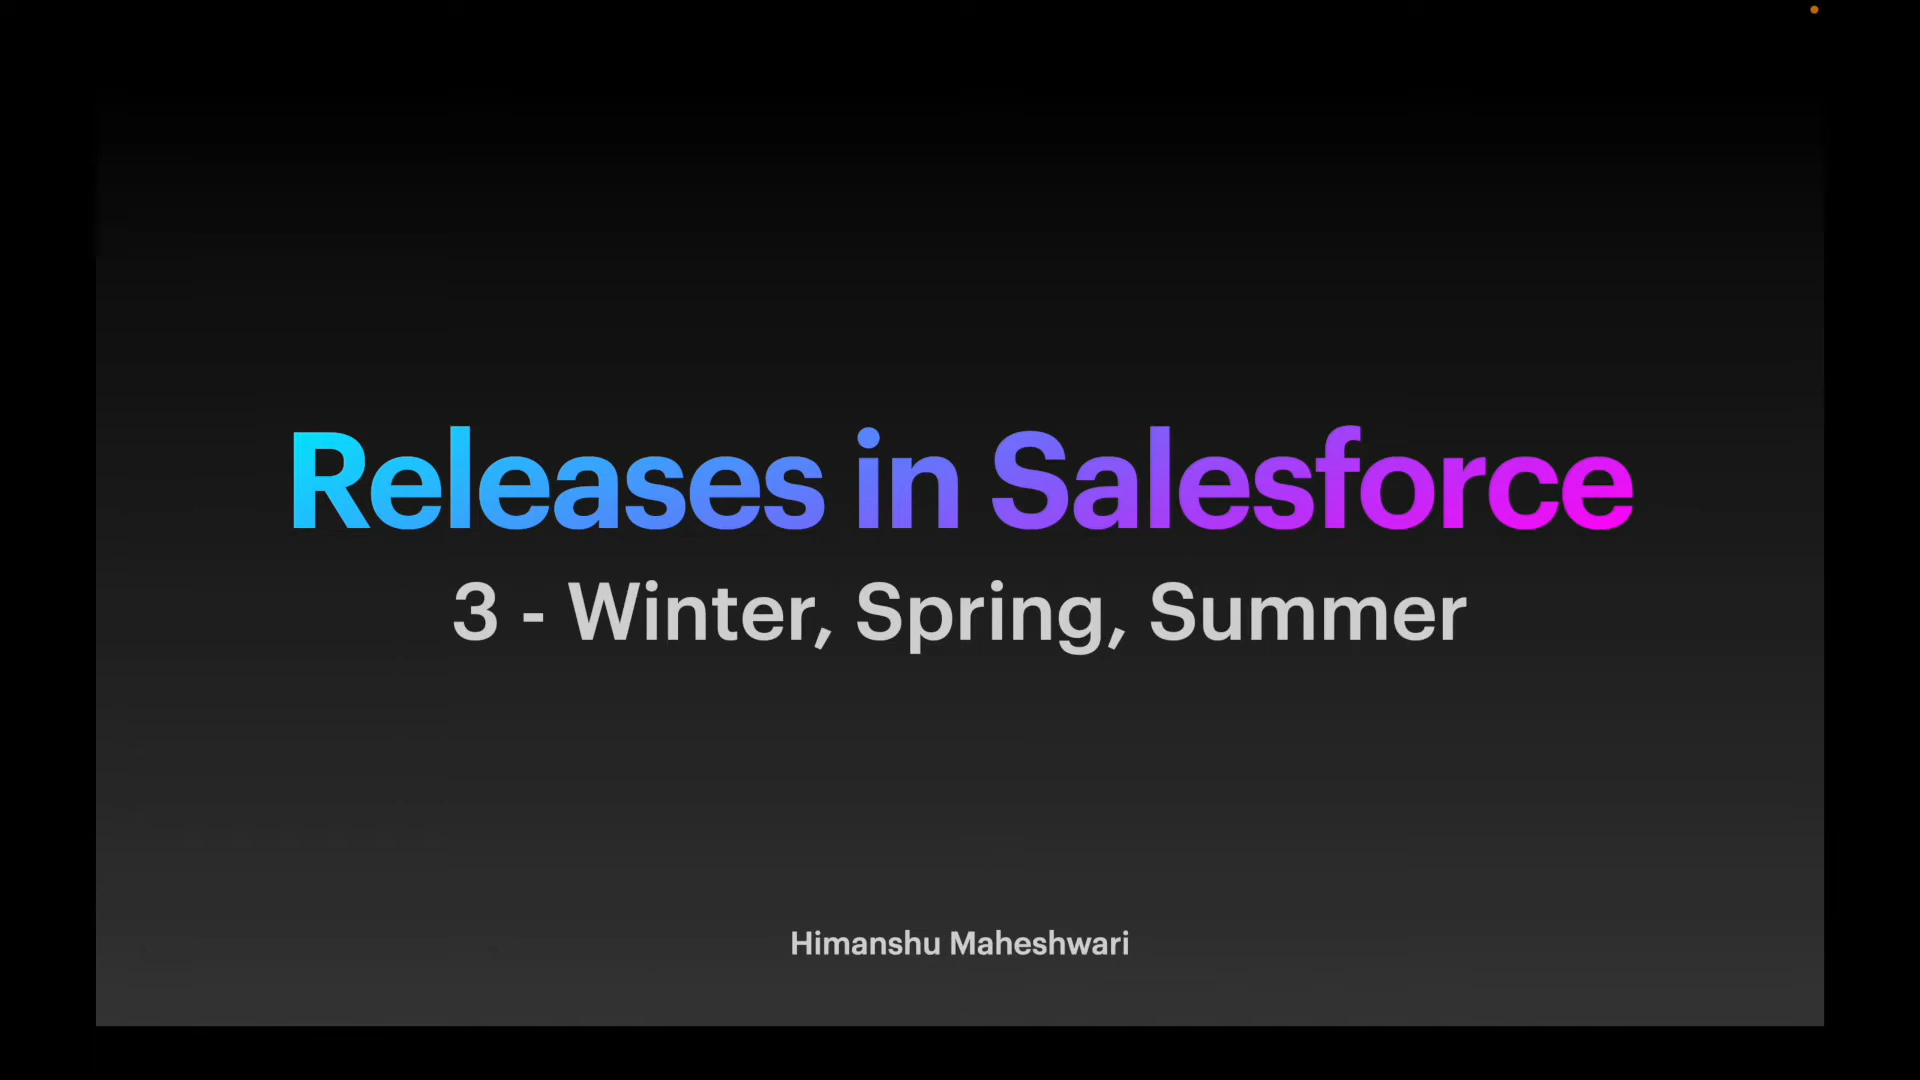 Releases in Salesforce
3 - Winter, Spring, Summer
Himanshu Maheshwari